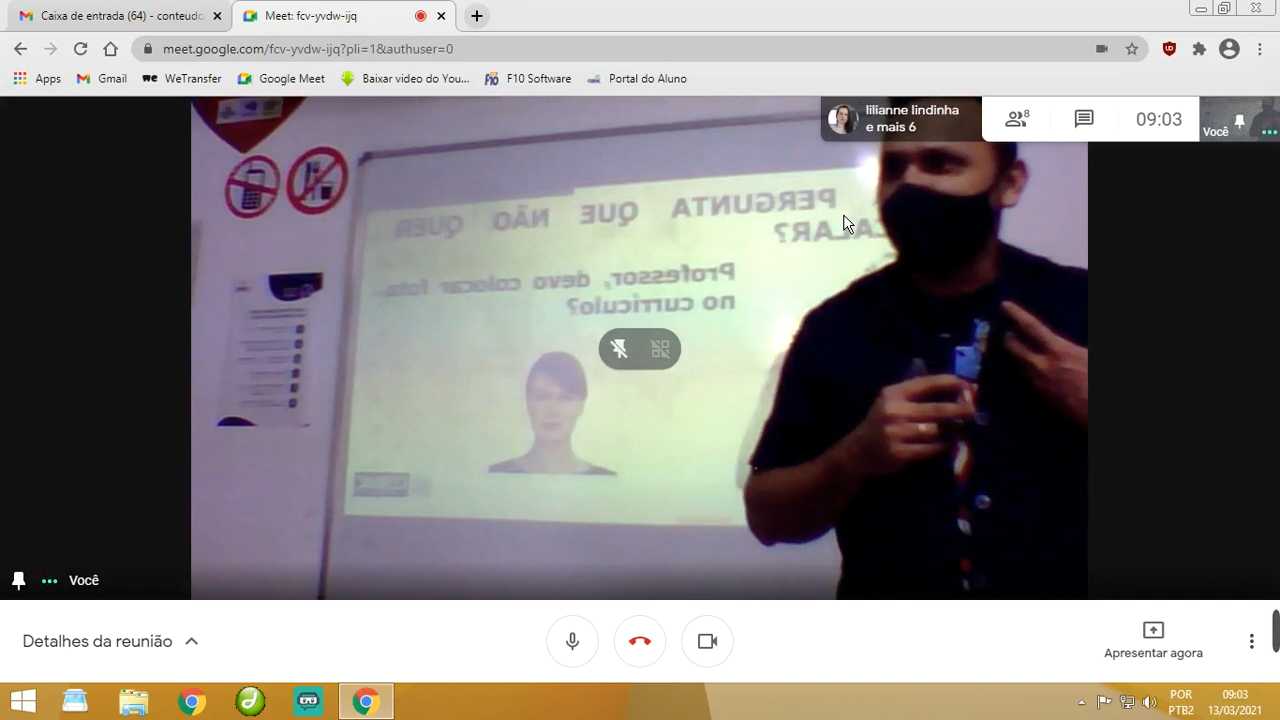 Caixa de entrada (64) - conteudo
Meet: fcv-yvdw-ijq
meet.google.com/fcv-yvdw-ijq?pli=1&authuser=0
Apps
Gmail
WeTransfer
Google Meet
Baixar video do You...
F10 Software
Portal do Aluno
lilianne lindinha
e mais 6
8
09:03
Você
PERGUNTA QUE NÃO QUER
CALAR?
Professor, devo colocar foto
no currículo?
Você
Detalhes da reunião
Apresentar agora
POR
PTB2
09:03
13/03/2021